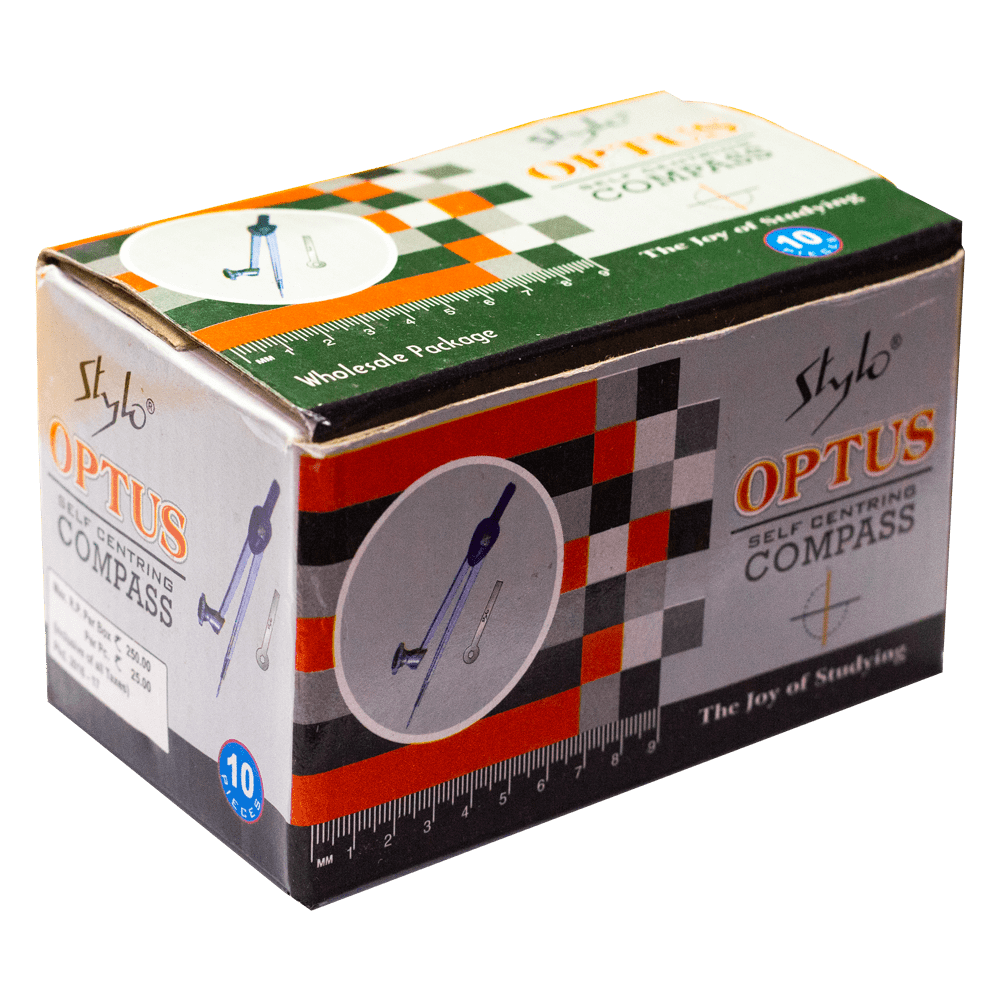 Stylo
OPTUS
SELF CENTRING
COMPASS
The Joy of Studying
10
PIECES
MM 1 2 3 4 5 6 7 8 9
Wholesale Package
Stylo®
OPTUS
SELF CENTRING
COMPASS
Max. R.P. Per Box ₹ 250.00
Per Pc. ₹ 25.00
(Inclusive of all Taxes)
10
PIECES
Stylo®
OPTUS
SELF CENTRING
COMPASS
The Joy of Studying
MM 1 2 3 4 5 6 7 8 9